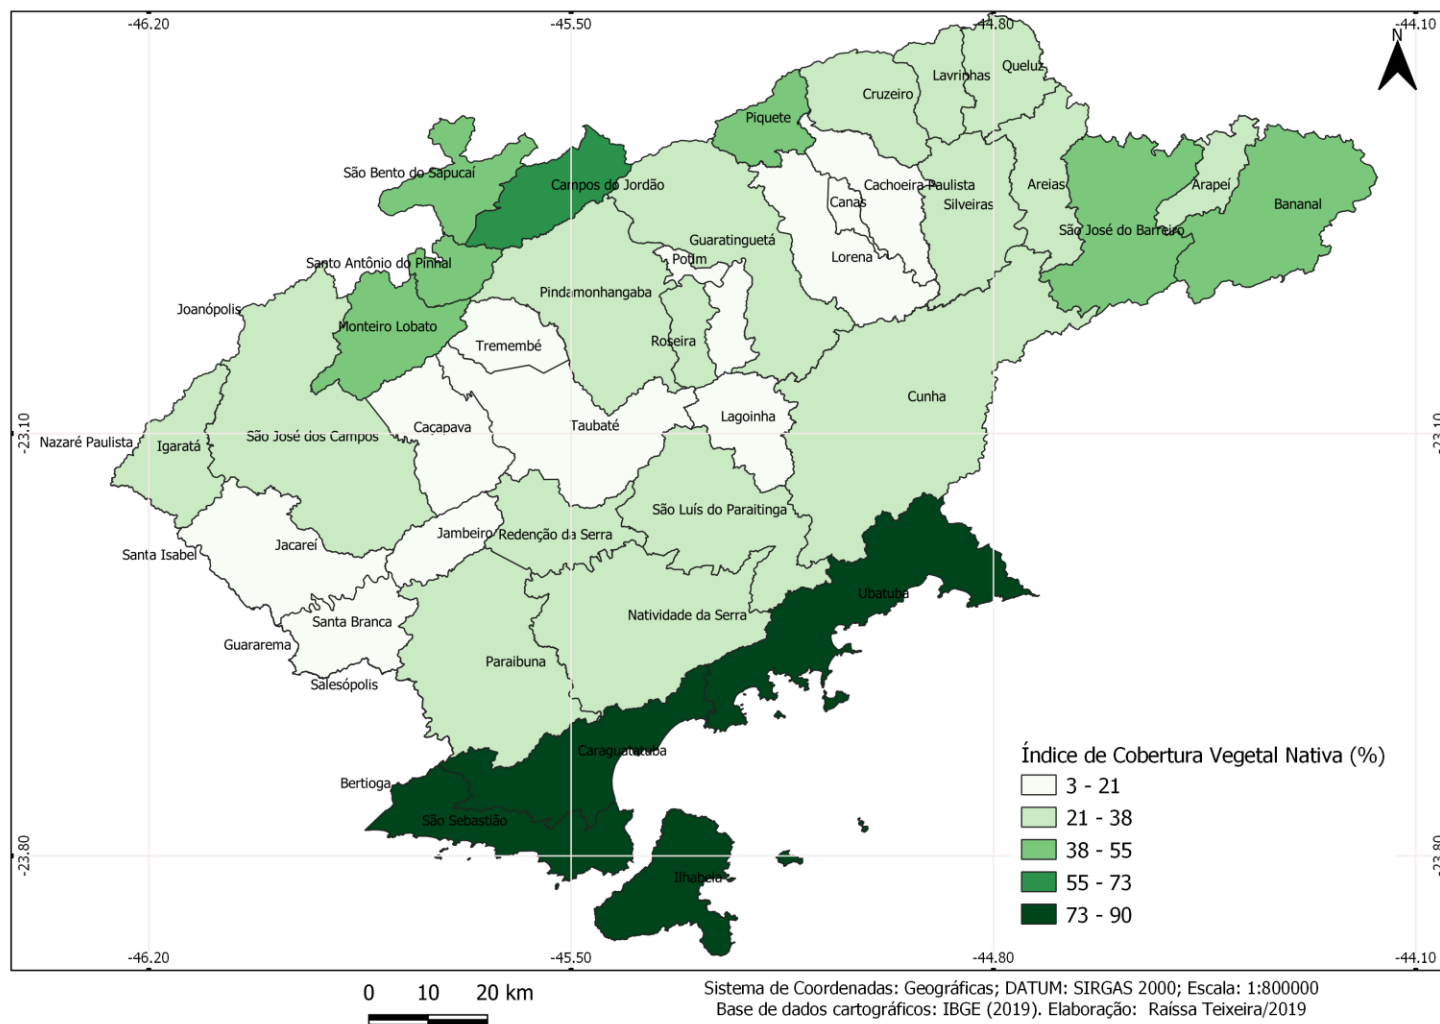 -46.20
-45.50
-44.80
-44.10
N
Queluz
Lavrinhas
Cruzeiro
Piquete
São Bento do Sapucaí
Campos do Jordão
Cachoeira Paulista
Areias
Arapeí
Canas
Silveiras
Bananal
São José do Barreiro
Guaratinguetá
Potim
Lorena
Santo Antônio do Pinhal
Pindamonhangaba
Joanópolis
Monteiro Lobato
Tremembé
Roseira
Cunha
Lagoinha
Taubaté
Caçapava
São José dos Campos
Nazaré Paulista
Igaratá
-23.10
-23.10
São Luís do Paraitinga
Jambeiro
Redenção da Serra
Jacareí
Santa Isabel
Ubatuba
Natividade da Serra
Santa Branca
Guararema
Paraibuna
Salesópolis
Caraguatatuba
Bertioga
São Sebastião
Ilhabela
-23.80
-23.80
Índice de Cobertura Vegetal Nativa (%)
3 - 21
21 - 38
38 - 55
55 - 73
73 - 90
-46.20
-45.50
-44.80
-44.10
0 10 20 km
Sistema de Coordenadas: Geográficas; DATUM: SIRGAS 2000; Escala: 1:800000
Base de dados cartográficos: IBGE (2019). Elaboração: Raíssa Teixeira/2019